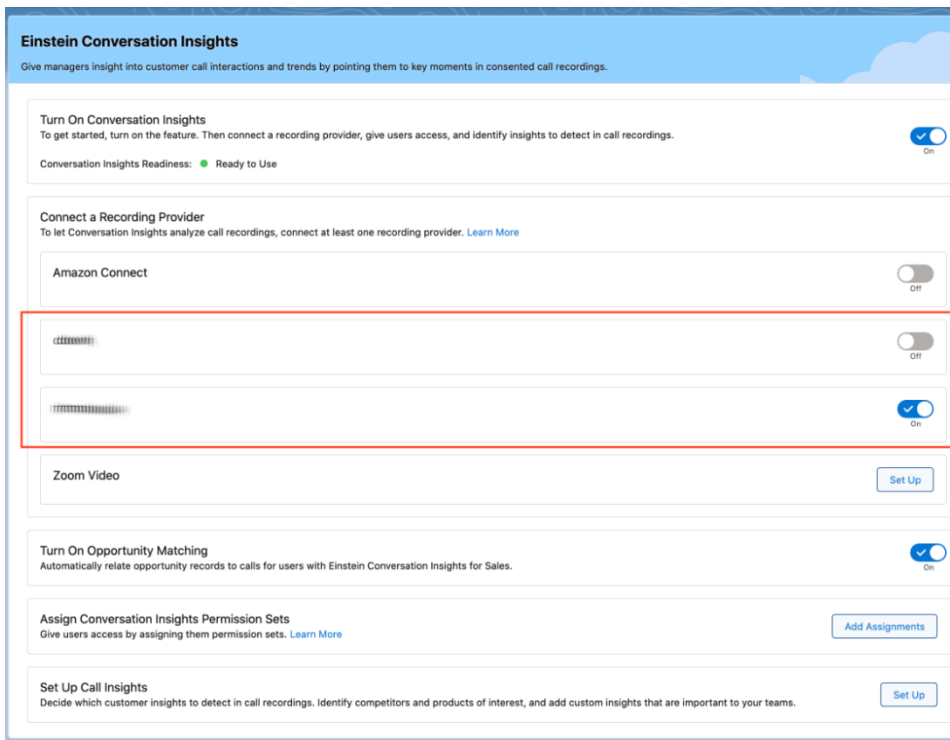 Einstein Conversation Insights
Give managers insight into customer call interactions and trends by pointing them to key moments in consented call recordings.
Turn On Conversation Insights
To get started, turn on the feature. Then connect a recording provider, give users access, and identify insights to detect in call recordings.
On
Conversation Insights Readiness: Ready to Use
Connect a Recording Provider
To let Conversation Insights analyze call recordings, connect at least one recording provider. Learn More
Amazon Connect
Off
Off
On
Zoom Video
Set Up
Turn On Opportunity Matching
Automatically relate opportunity records to calls for users with Einstein Conversation Insights for Sales.
On
Assign Conversation Insights Permission Sets
Give users access by assigning them permission sets. Learn More
Add Assignments
Set Up Call Insights
Decide which customer insights to detect in call recordings. Identify competitors and products of interest, and add custom insights that are important to your teams.
Set Up